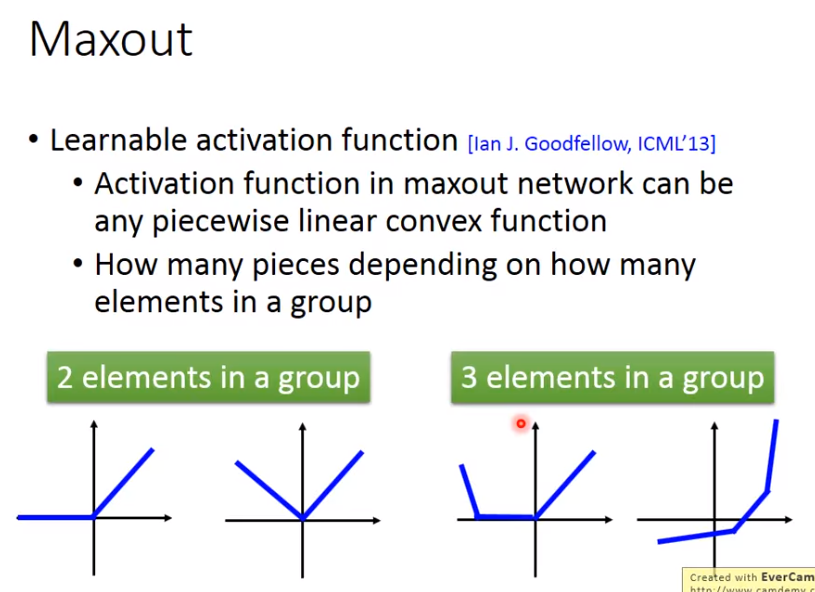 Maxout
• Learnable activation function [Ian J. Goodfellow, ICML’13]
• Activation function in maxout network can be
any piecewise linear convex function
• How many pieces depending on how many
elements in a group
2 elements in a group
3 elements in a group
Created with EverCam
http://www.camdemy.c